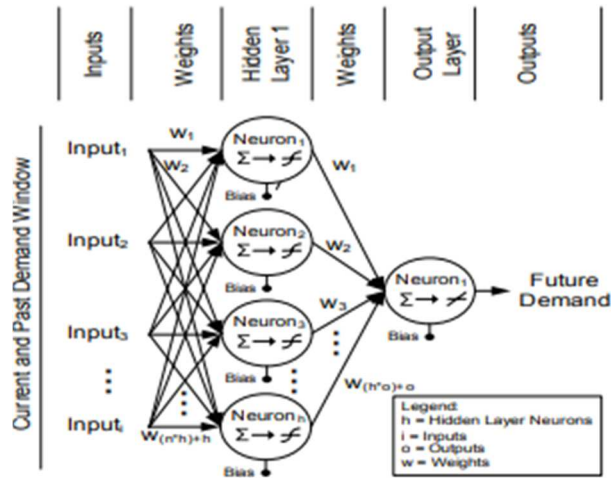 Inputs
Weights
Hidden
Layer 1
Weights
Output
Layer
Outputs
Current and Past Demand Window
Input₁
Input₂
Input₃
Inputᵢ
w₁
w₂
w₍n*h₎₊h
Neuron₁
Σ→
Bias
Neuron₂
Σ→
Bias
Neuron₃
Σ→
Bias
Neuronₕ
Σ→
Bias
w₁
w₂
w₃
w₍h*o₎₊o
Neuron₁
Σ→
Bias
Future
Demand
Legend:
h = Hidden Layer Neurons
i = Inputs
o = Outputs
w = Weights